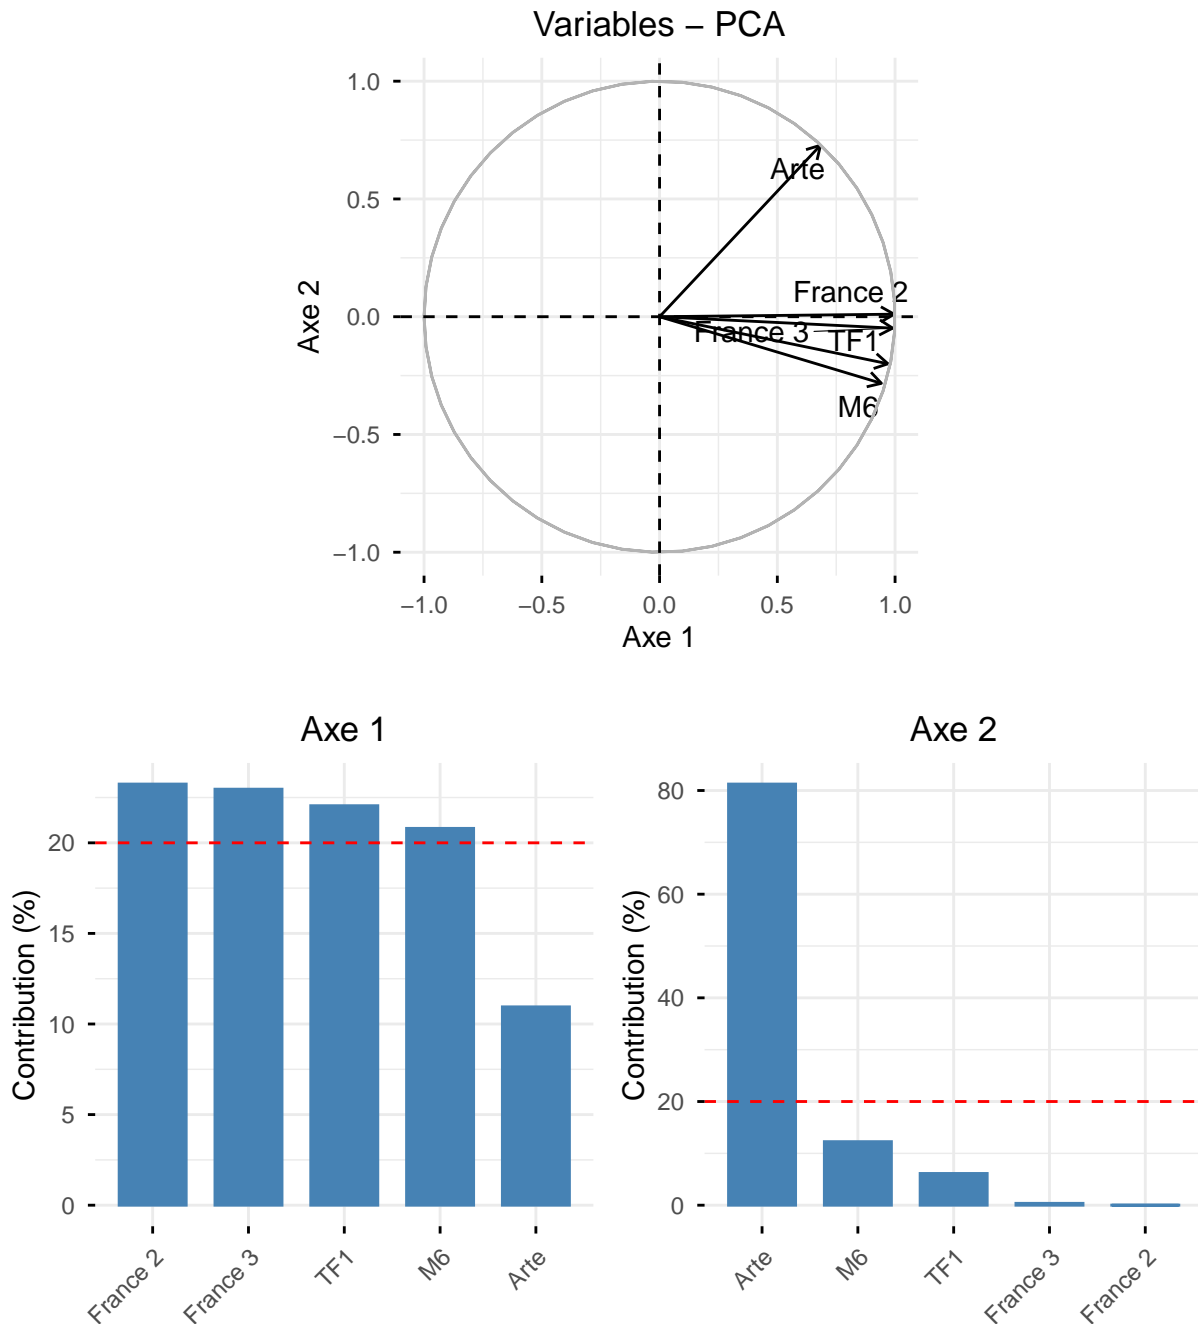 Variables – PCA
1.0
0.5
0.0
−0.5
−1.0
Axe 2
Arte
France 2
France 3
TF1
M6
−1.0 −0.5 0.0 0.5 1.0
Axe 1
Axe 1
Contribution (%)
20
15
10
5
0
France 2 France 3 TF1 M6 Arte
Axe 2
Contribution (%)
80
60
40
20
0
Arte M6 TF1 France 3 France 2